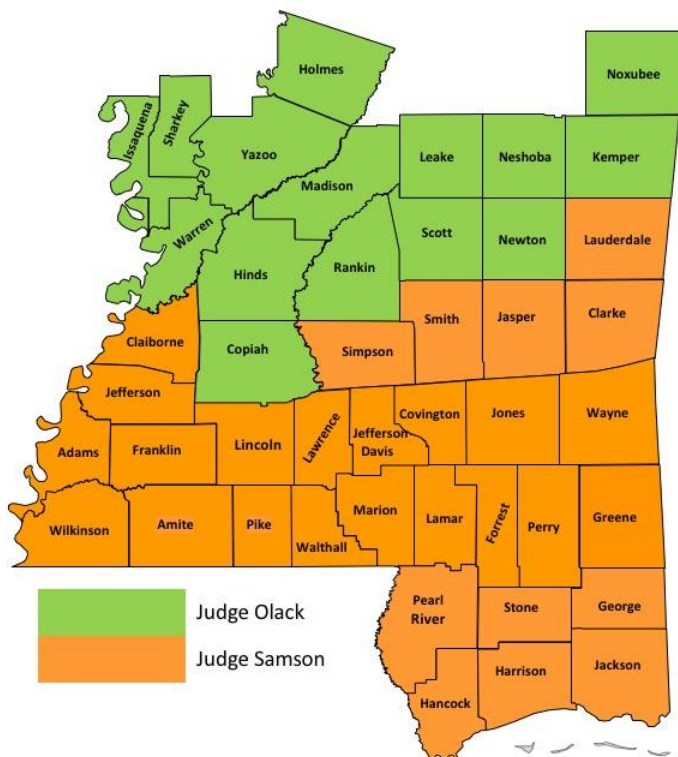 Holmes
Noxubee
Issaquena
Sharkey
Yazoo
Leake
Neshoba
Kemper
Madison
Warren
Scott
Newton
Lauderdale
Hinds
Rankin
Claiborne
Copiah
Simpson
Smith
Jasper
Clarke
Jefferson
Adams
Franklin
Lincoln
Lawrence
Jefferson
Davis
Covington
Jones
Wayne
Wilkinson
Amite
Pike
Walthall
Marion
Lamar
Forrest
Perry
Greene
Pearl
River
Stone
George
Hancock
Harrison
Jackson
Judge Olack
Judge Samson